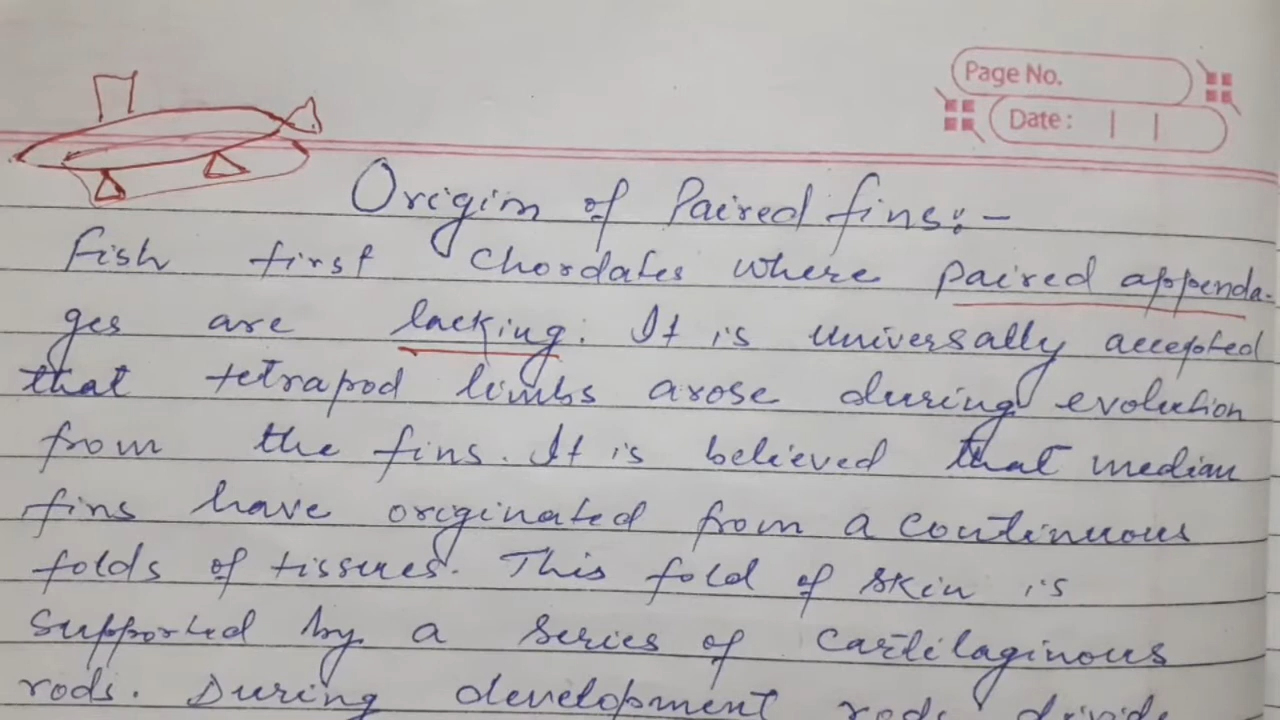 Page No.
Date :
Origin of Paired fins:-
Fish first Chordates where paired appenda-
ges are lacking. It is universally accepted
that tetrapod limbs arose during evolution
from the fins. It is believed that median
fins have originated from a continuous
folds of tissues. This fold of skin is
supported by a series of cartilaginous
rods. During development rods divide